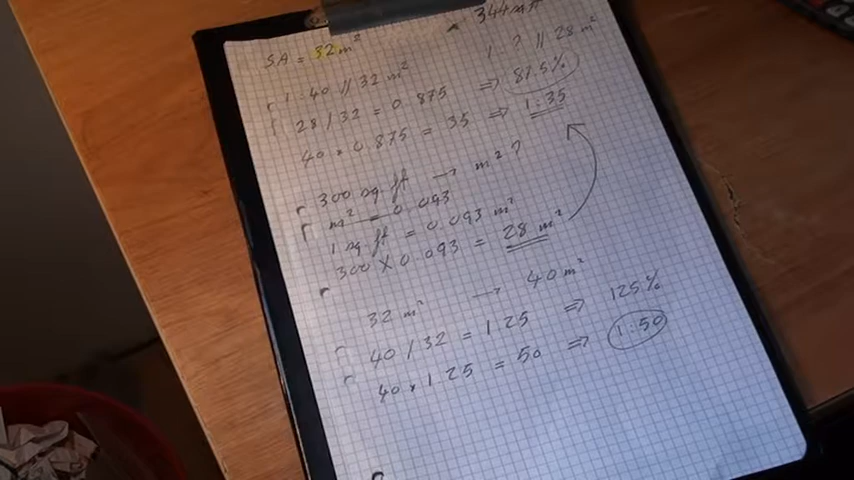 S.A = 32 m²
344 sq ft
1 : 40 // 32 m²
1 ? // 28 m²
28 / 32 = 0.875 ⇒ 87.5%
40 × 0.875 = 35 ⇒ 1:35
300 sq ft → m² ?
m² = 0.093
1 sq ft = 0.093 m²
300 X 0.093 = 28 m²
32 m² → 40 m²
40 / 32 = 1.25 ⇒ 125%
40 × 1.25 = 50 ⇒ 1:50